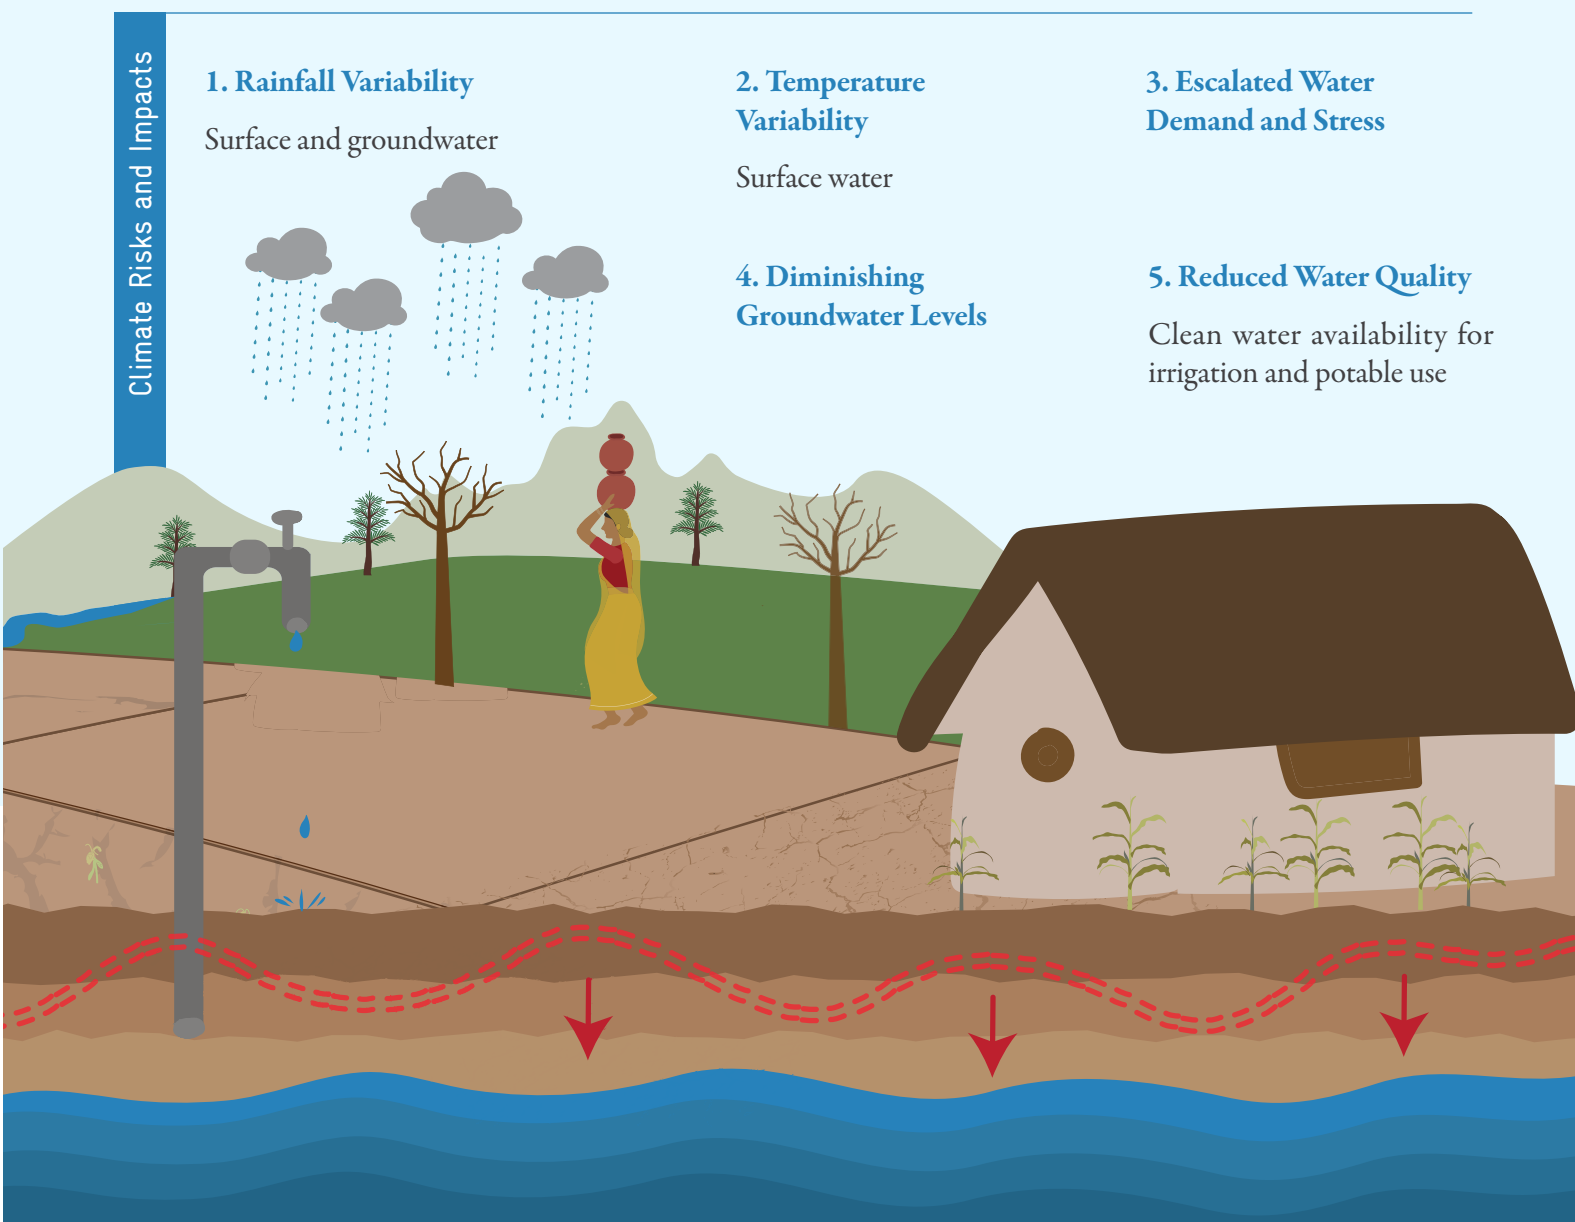 Climate Risks and Impacts
1. Rainfall Variability
Surface and groundwater
2. Temperature
Variability
Surface water
3. Escalated Water
Demand and Stress
4. Diminishing
Groundwater Levels
5. Reduced Water Quality
Clean water availability for
irrigation and potable use